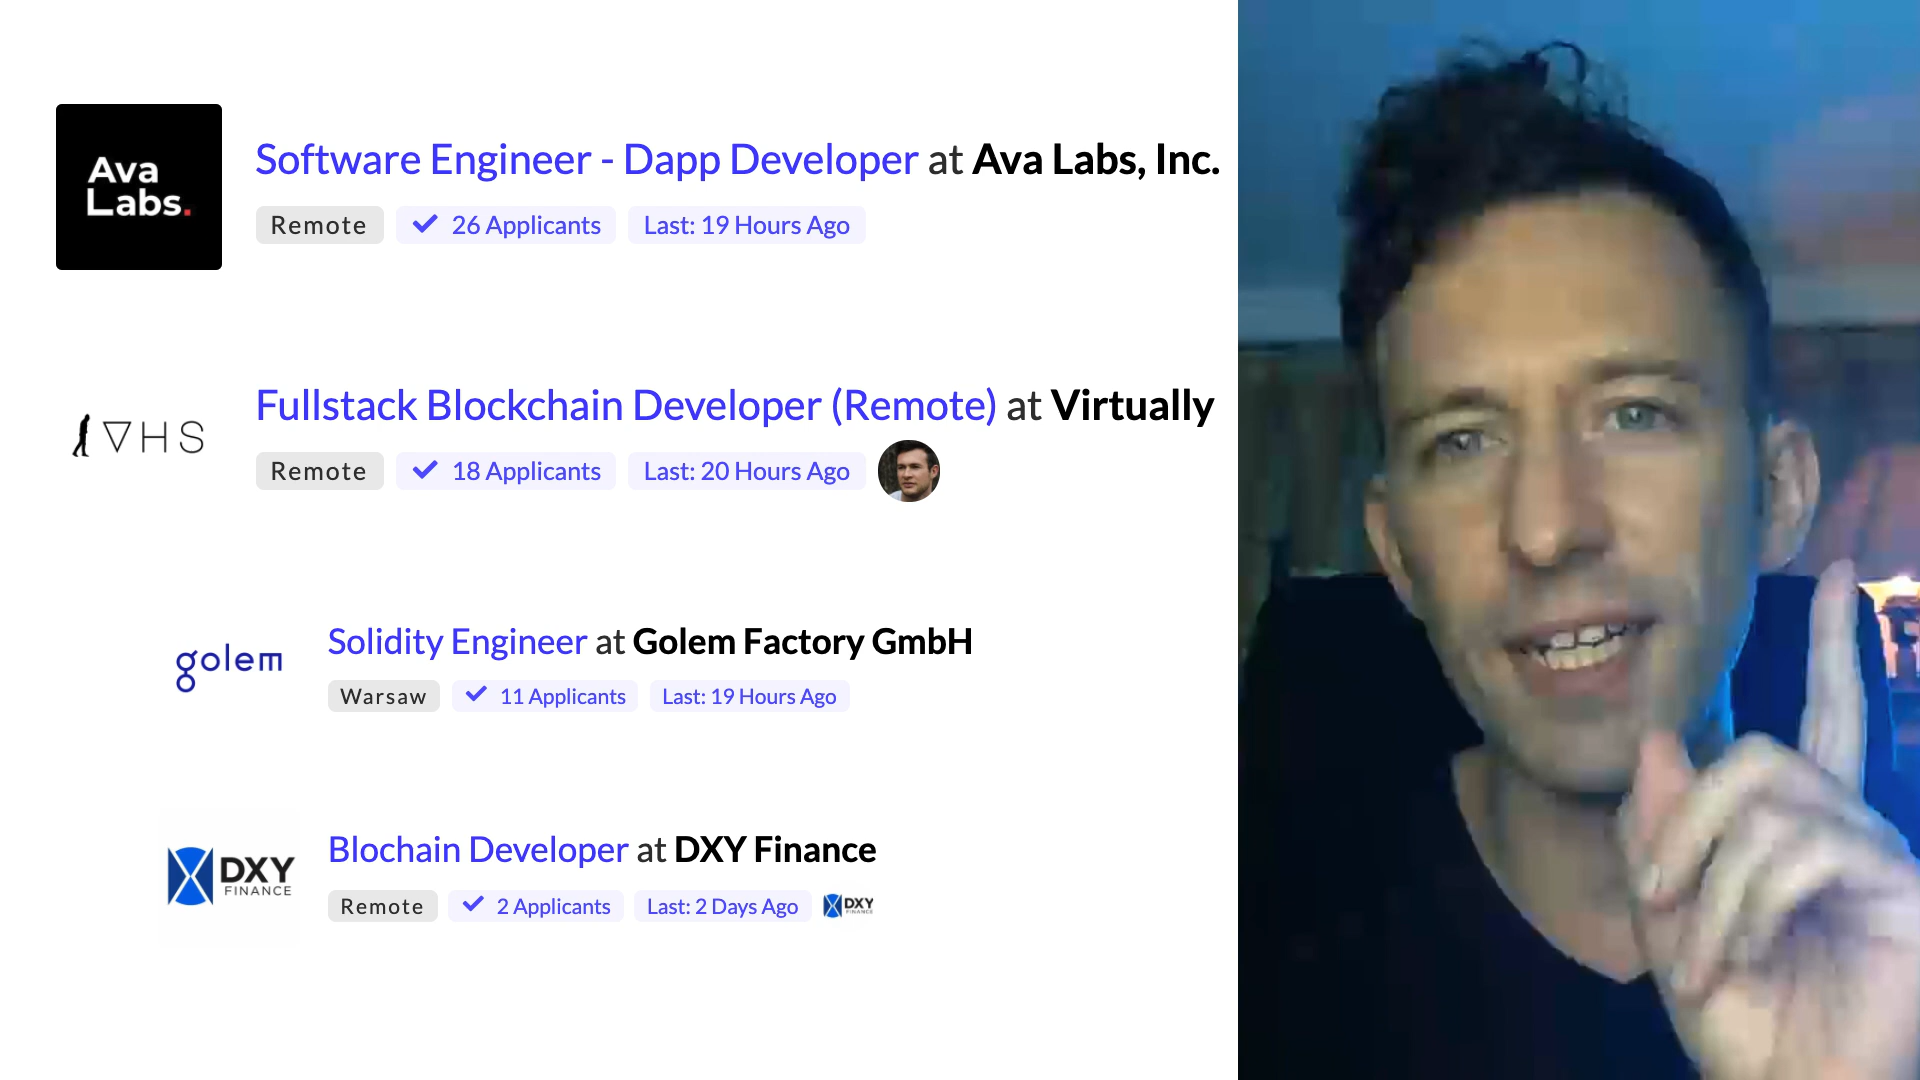 Ava
Labs.
Software Engineer - Dapp Developer at Ava Labs, Inc.
Remote 26 Applicants Last: 19 Hours Ago
VHS
Fullstack Blockchain Developer (Remote) at Virtually
Remote 18 Applicants Last: 20 Hours Ago
golem
Solidity Engineer at Golem Factory GmbH
Warsaw 11 Applicants Last: 19 Hours Ago
DXY
FINANCE
Blochain Developer at DXY Finance
Remote 2 Applicants Last: 2 Days Ago DXY
FINANCE